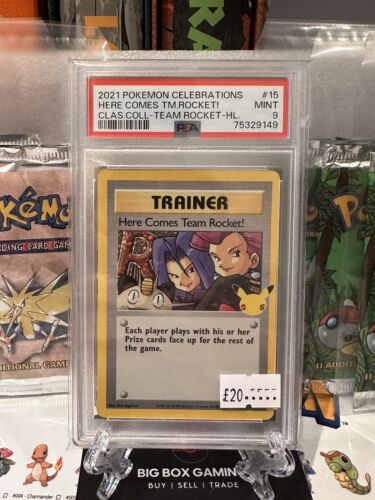 2021 POKEMON CELEBRATIONS #15
HERE COMES TM.ROCKET! MINT
CLAS.COLL-TEAM ROCKET-HL. 9
PSA 75329149
TRAINER
Here Comes Team Rocket!
Each player plays with his or her
Prize cards face up for the rest of
the game.
£20
BIG BOX GAMING
BUY | SELL | TRADE
#004 - Charmander